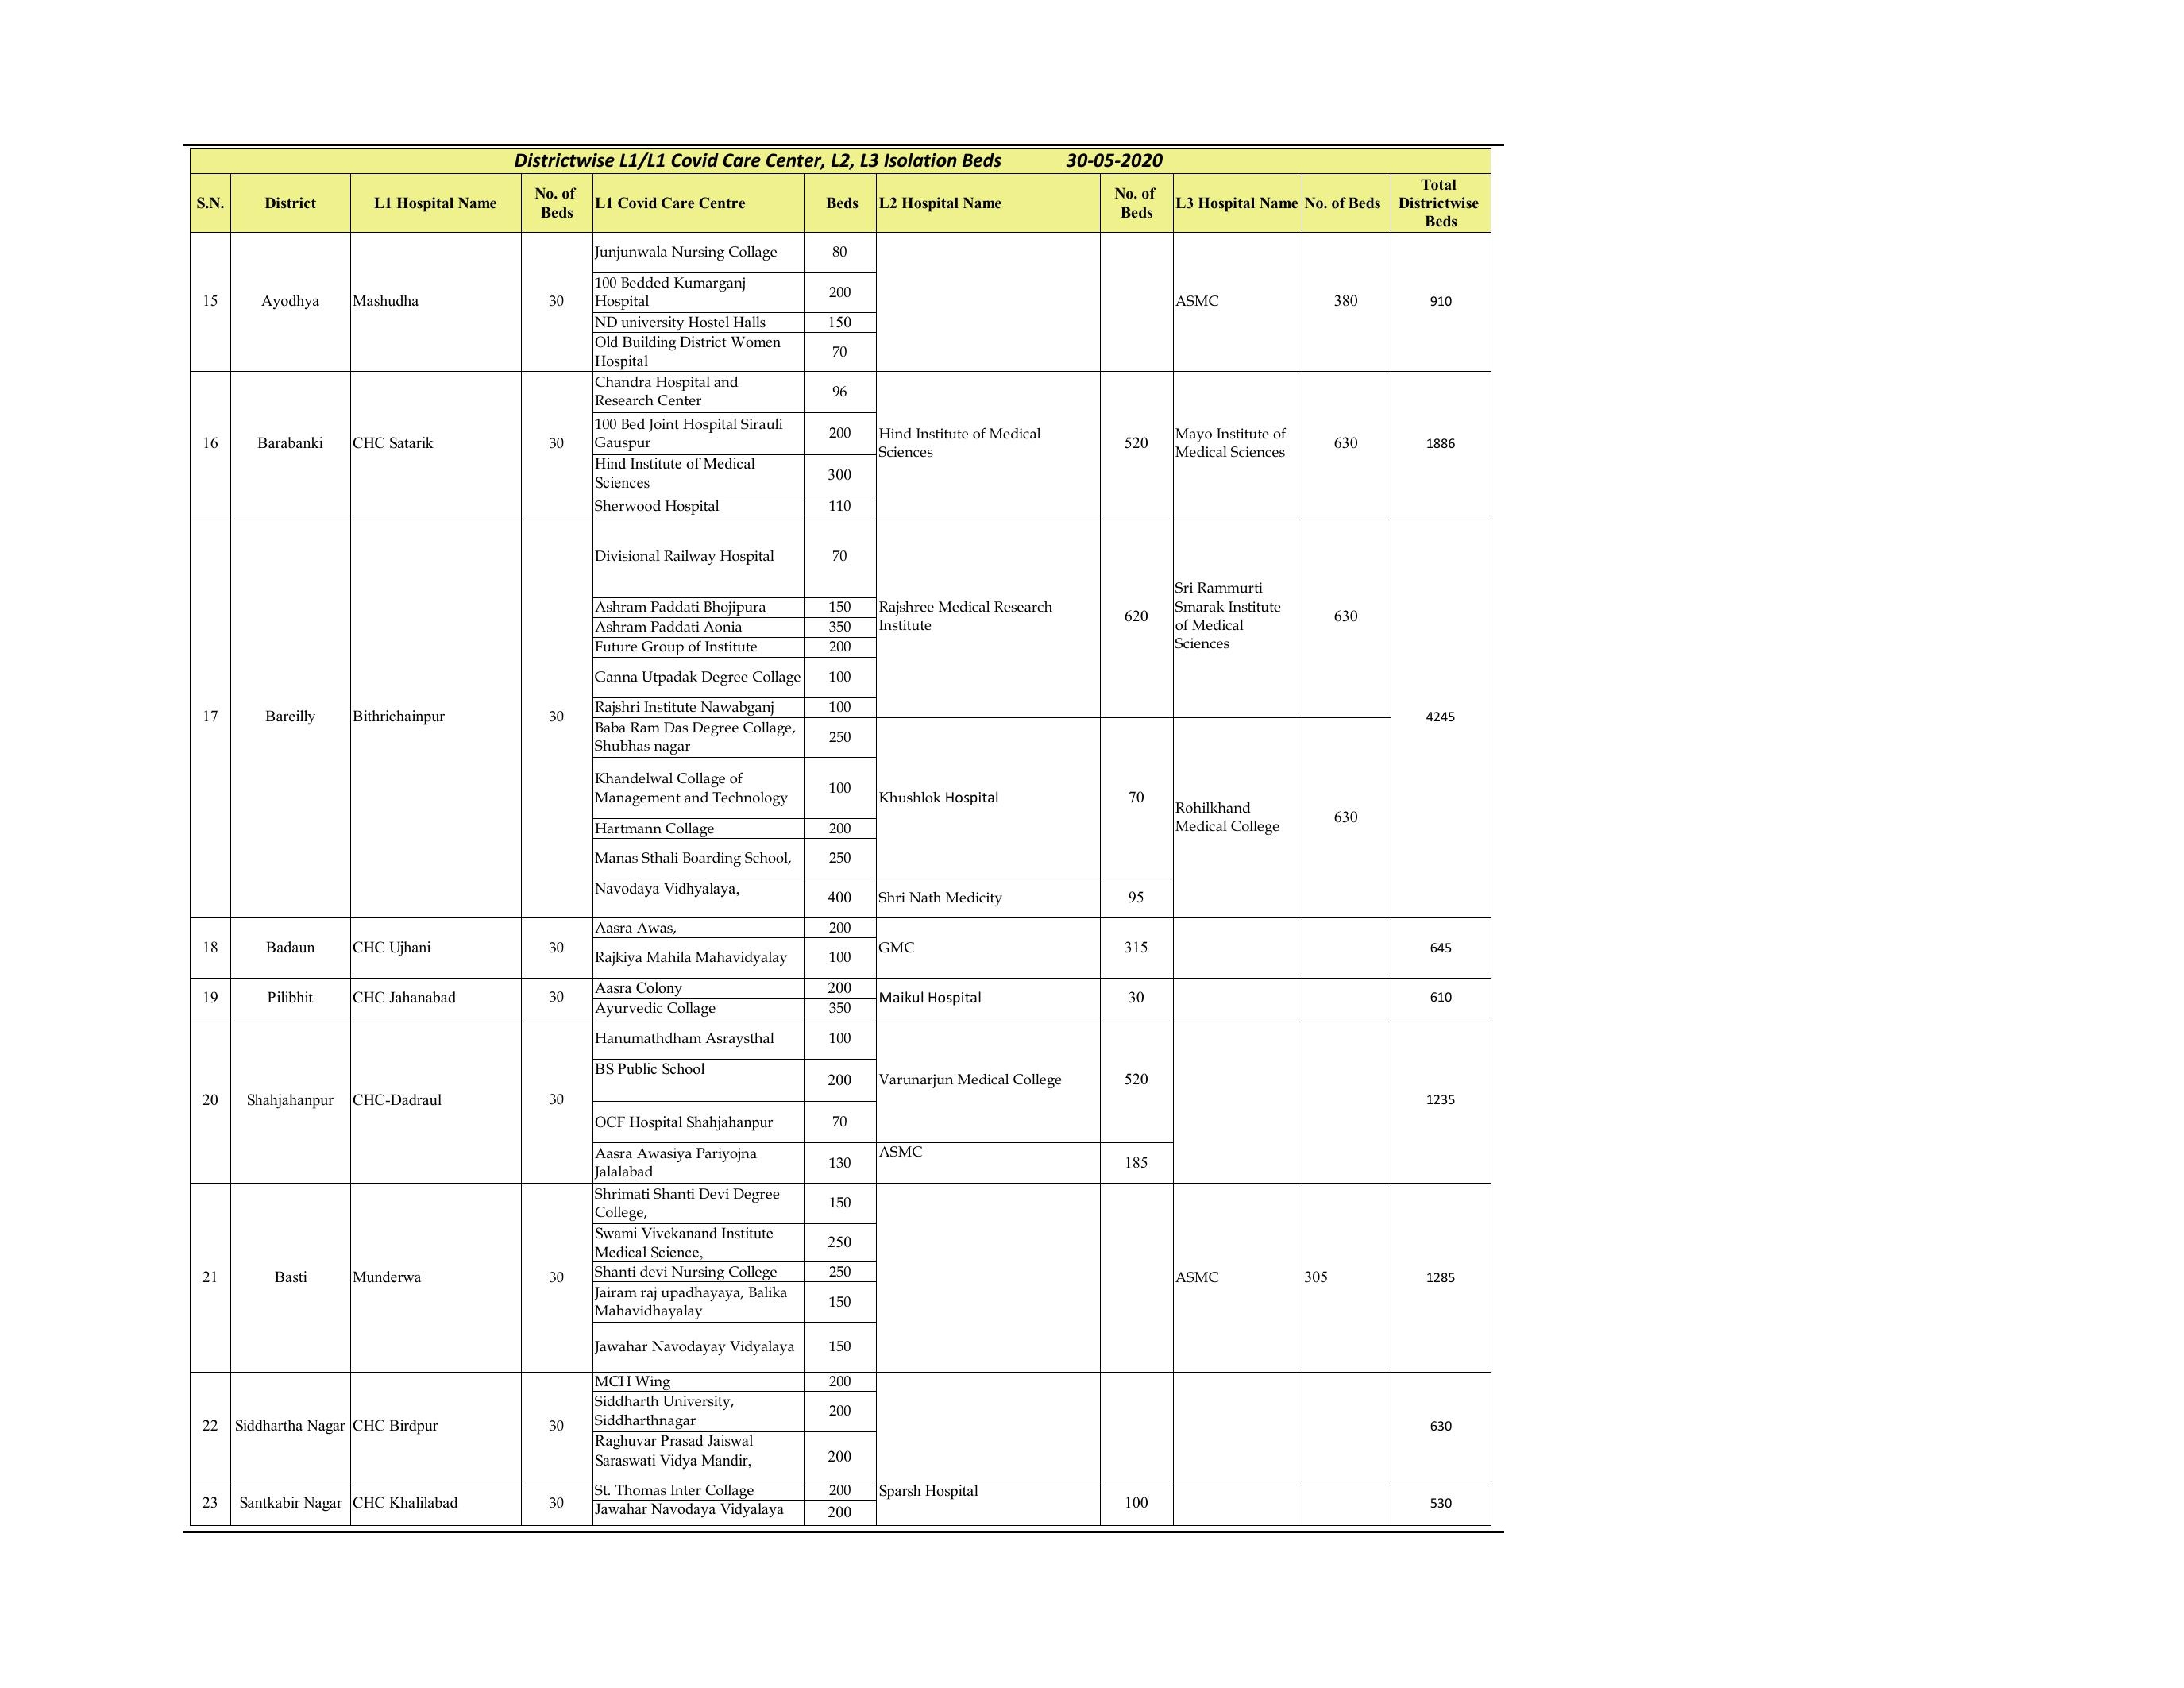 Districtwise L1/L1 Covid Care Center, L2, L3 Isolation Beds 30-05-2020
S.N. District L1 Hospital Name No. of Beds L1 Covid Care Centre Beds L2 Hospital Name No. of Beds L3 Hospital Name No. of Beds Total Districtwise Beds
15 Ayodhya Mashudha 30 Junjunwala Nursing Collage 80 ASMC 380 910
100 Bedded Kumarganj Hospital 200
ND university Hostel Halls 150
Old Building District Women Hospital 70
16 Barabanki CHC Satarik 30 Chandra Hospital and Research Center 96 Hind Institute of Medical Sciences 520 Mayo Institute of Medical Sciences 630 1886
100 Bed Joint Hospital Sirauli Gauspur 200
Hind Institute of Medical Sciences 300
Sherwood Hospital 110
17 Bareilly Bithrichainpur 30 Divisional Railway Hospital 70 Rajshree Medical Research Institute 620 Sri Rammurti Smarak Institute of Medical Sciences 630 4245
Ashram Paddati Bhojipura 150
Ashram Paddati Aonia 350
Future Group of Institute 200
Ganna Utpadak Degree Collage 100
Rajshri Institute Nawabganj 100
Baba Ram Das Degree Collage, Shubhas nagar 250 Khushlok Hospital 70 Rohilkhand Medical College 630
Khandelwal Collage of Management and Technology 100
Hartmann Collage 200
Manas Sthali Boarding School, 250
Navodaya Vidhyalaya, 400 Shri Nath Medicity 95
18 Badaun CHC Ujhani 30 Aasra Awas, 200 GMC 315 645
Rajkiya Mahila Mahavidyalay 100
19 Pilibhit CHC Jahanabad 30 Aasra Colony 200 Maikul Hospital 30 610
Ayurvedic Collage 350
20 Shahjahanpur CHC-Dadraul 30 Hanumathdham Asraysthal 100 Varunarjun Medical College 520 1235
BS Public School 200
OCF Hospital Shahjahanpur 70
Aasra Awasiya Pariyojna Jalalabad 130 ASMC 185
21 Basti Munderwa 30 Shrimati Shanti Devi Degree College, 150 ASMC 305 1285
Swami Vivekanand Institute Medical Science, 250
Shanti devi Nursing College 250
Jairam raj upadhayaya, Balika Mahavidhayalay 150
Jawahar Navodayay Vidyalaya 150
22 Siddhartha Nagar CHC Birdpur 30 MCH Wing 200 630
Siddharth University, Siddharthnagar 200
Raghuvar Prasad Jaiswal Saraswati Vidya Mandir, 200
23 Santkabir Nagar CHC Khalilabad 30 St. Thomas Inter Collage 200 Sparsh Hospital 100 530
Jawahar Navodaya Vidyalaya 200